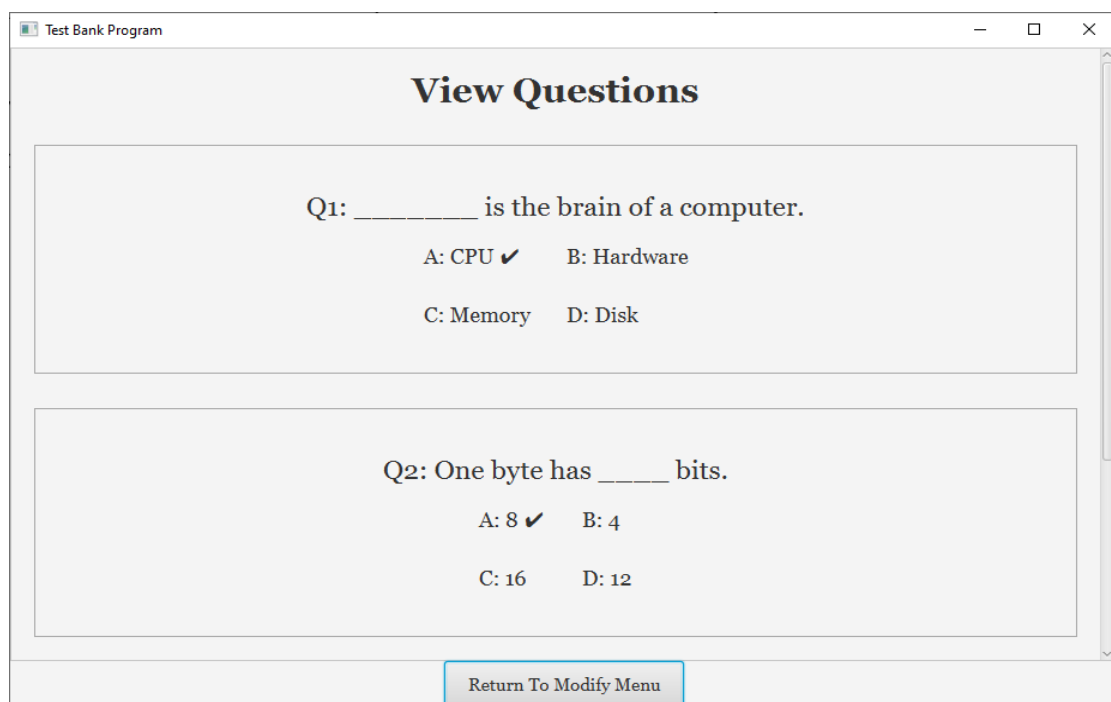 Test Bank Program
View Questions
Q1: _______ is the brain of a computer.
A: CPU ✔ B: Hardware
C: Memory D: Disk
Q2: One byte has ____ bits.
A: 8 ✔ B: 4
C: 16 D: 12
Return To Modify Menu